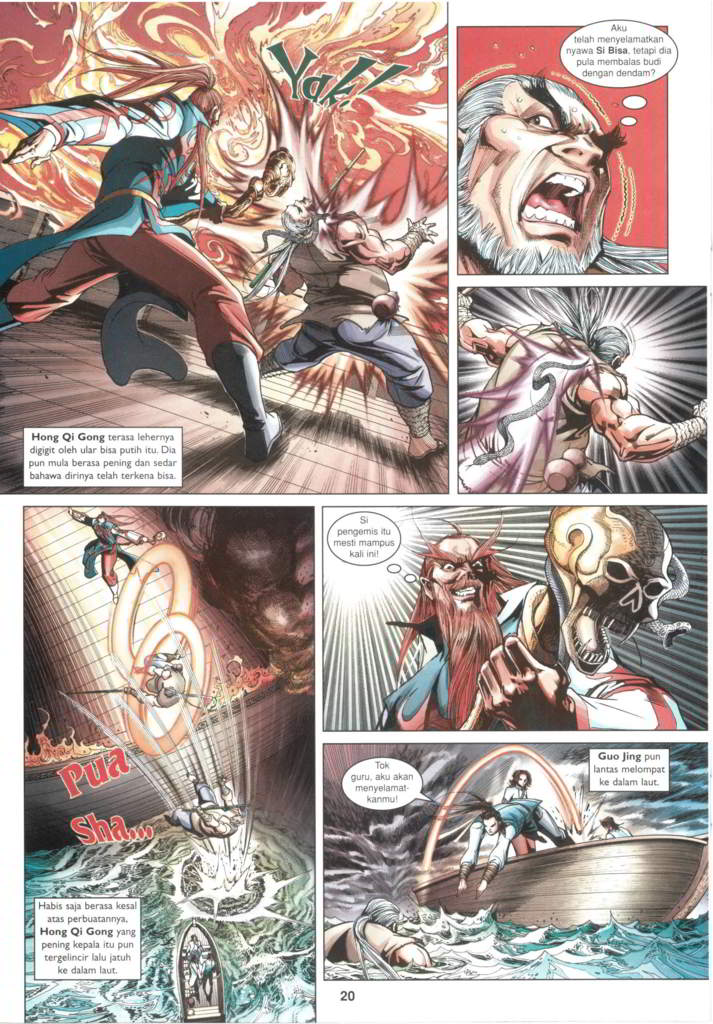 Yak!
Aku
telah menyelamatkan
nyawa Si Bisa, tetapi dia
pula membalas budi
dengan dendam?
Hong Qi Gong terasa lehernya
digigit oleh ular bisa putih itu. Dia
pun mula berasa pening dan sedar
bahawa dirinya telah terkena bisa.
Pua
Sha...
Habis saja berasa kesal
atas perbuatannya,
Hong Qi Gong yang
pening kepala itu pun
tergelincir lalu jatuh
ke dalam laut.
Si
pengemis itu
mesti mampus
kali ini!
Tok
guru, aku akan
menyelamat-
kanmu!
Guo Jing pun
lantas melompat
ke dalam laut.
20